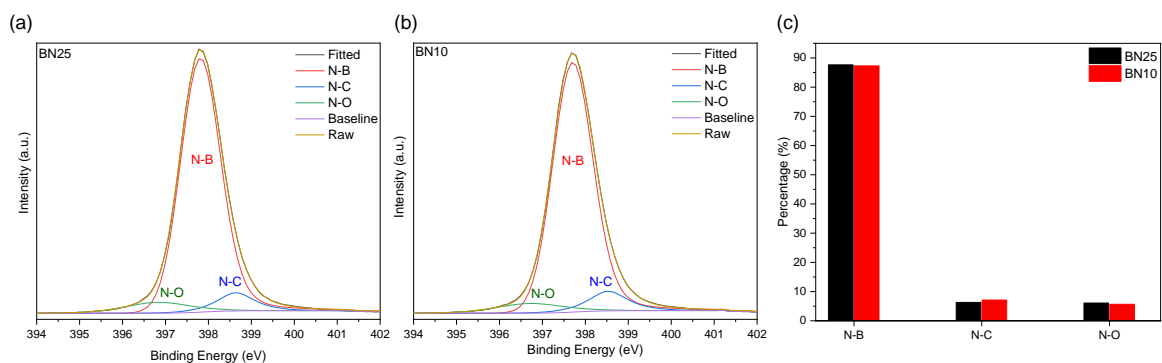 (a)
BN25
Fitted
N-B
N-C
N-O
Baseline
Raw
N-B
N-O
N-C
Intensity (a.u.)
394 395 396 397 398 399 400 401 402
Binding Energy (eV)
(b)
BN10
Fitted
N-B
N-C
N-O
Baseline
Raw
N-B
N-O
N-C
Intensity (a.u.)
394 395 396 397 398 399 400 401 402
Binding Energy (eV)
(c)
BN25
BN10
Percentage (%)
90
80
70
60
50
40
30
20
10
0
N-B N-C N-O